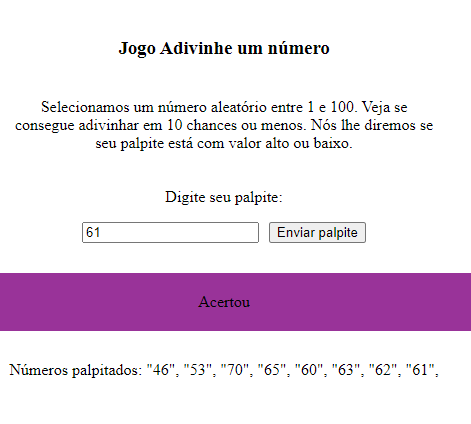 Jogo Adivinhe um número
Selecionamos um número aleatório entre 1 e 100. Veja se
consegue adivinhar em 10 chances ou menos. Nós lhe diremos se
seu palpite está com valor alto ou baixo.
Digite seu palpite:
61 Enviar palpite
Acertou
Números palpitados: "46", "53", "70", "65", "60", "63", "62", "61",